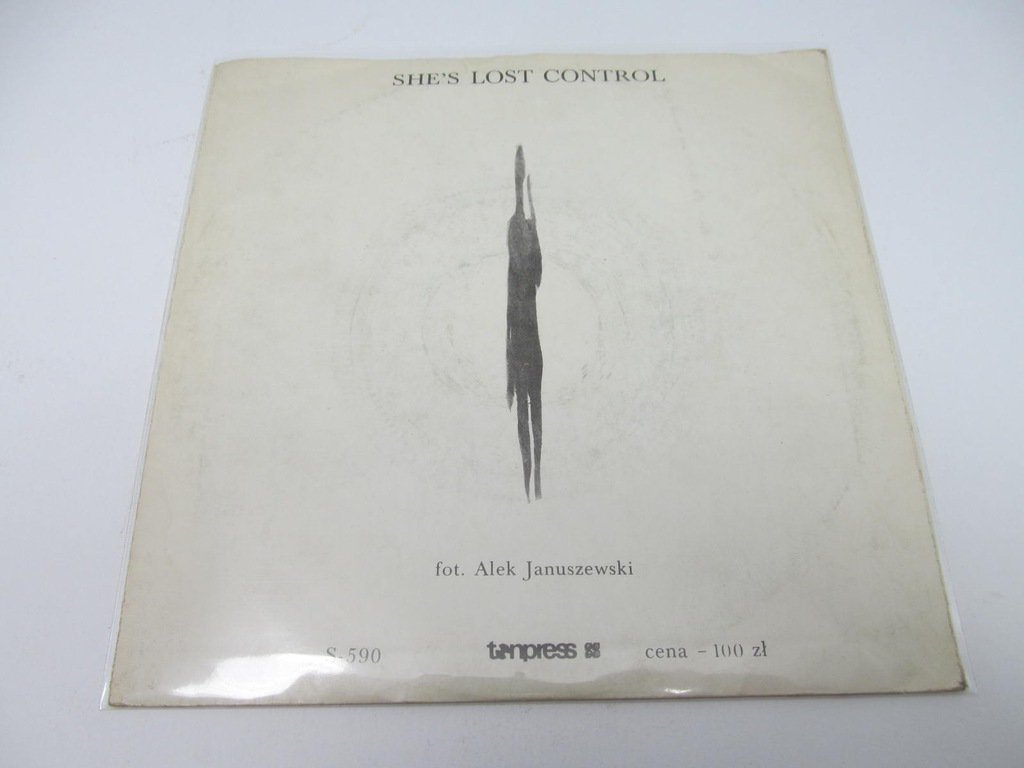 SHE'S LOST CONTROL
fot. Alek Januszewski
S-590 tonpress cena – 100 zł